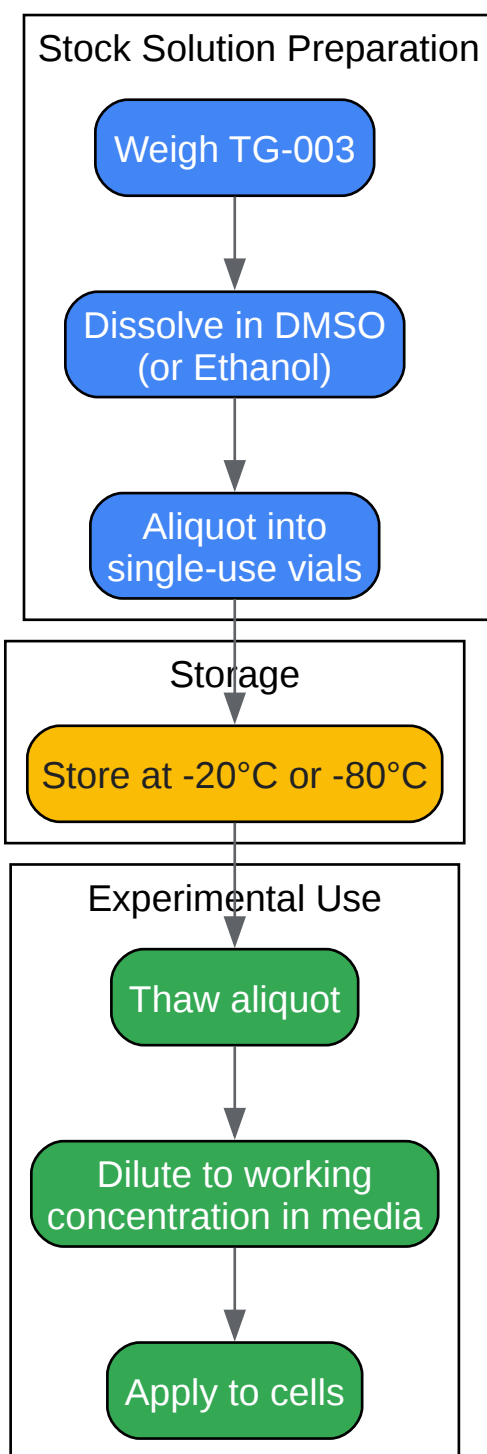 Stock Solution Preparation
Weigh TG-003
Dissolve in DMSO
(or Ethanol)
Aliquot into
single-use vials
Storage
Store at -20°C or -80°C
Experimental Use
Thaw aliquot
Dilute to working
concentration in media
Apply to cells